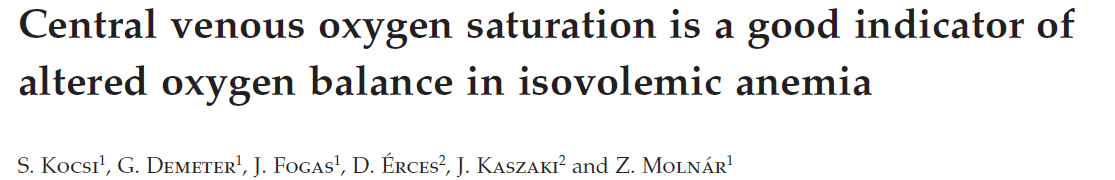 Central venous oxygen saturation is a good indicator of
altered oxygen balance in isovolemic anemia
S. Kocsi¹, G. Demeter¹, J. Fogas¹, D. Érces², J. Kaszaki² and Z. Molnár¹